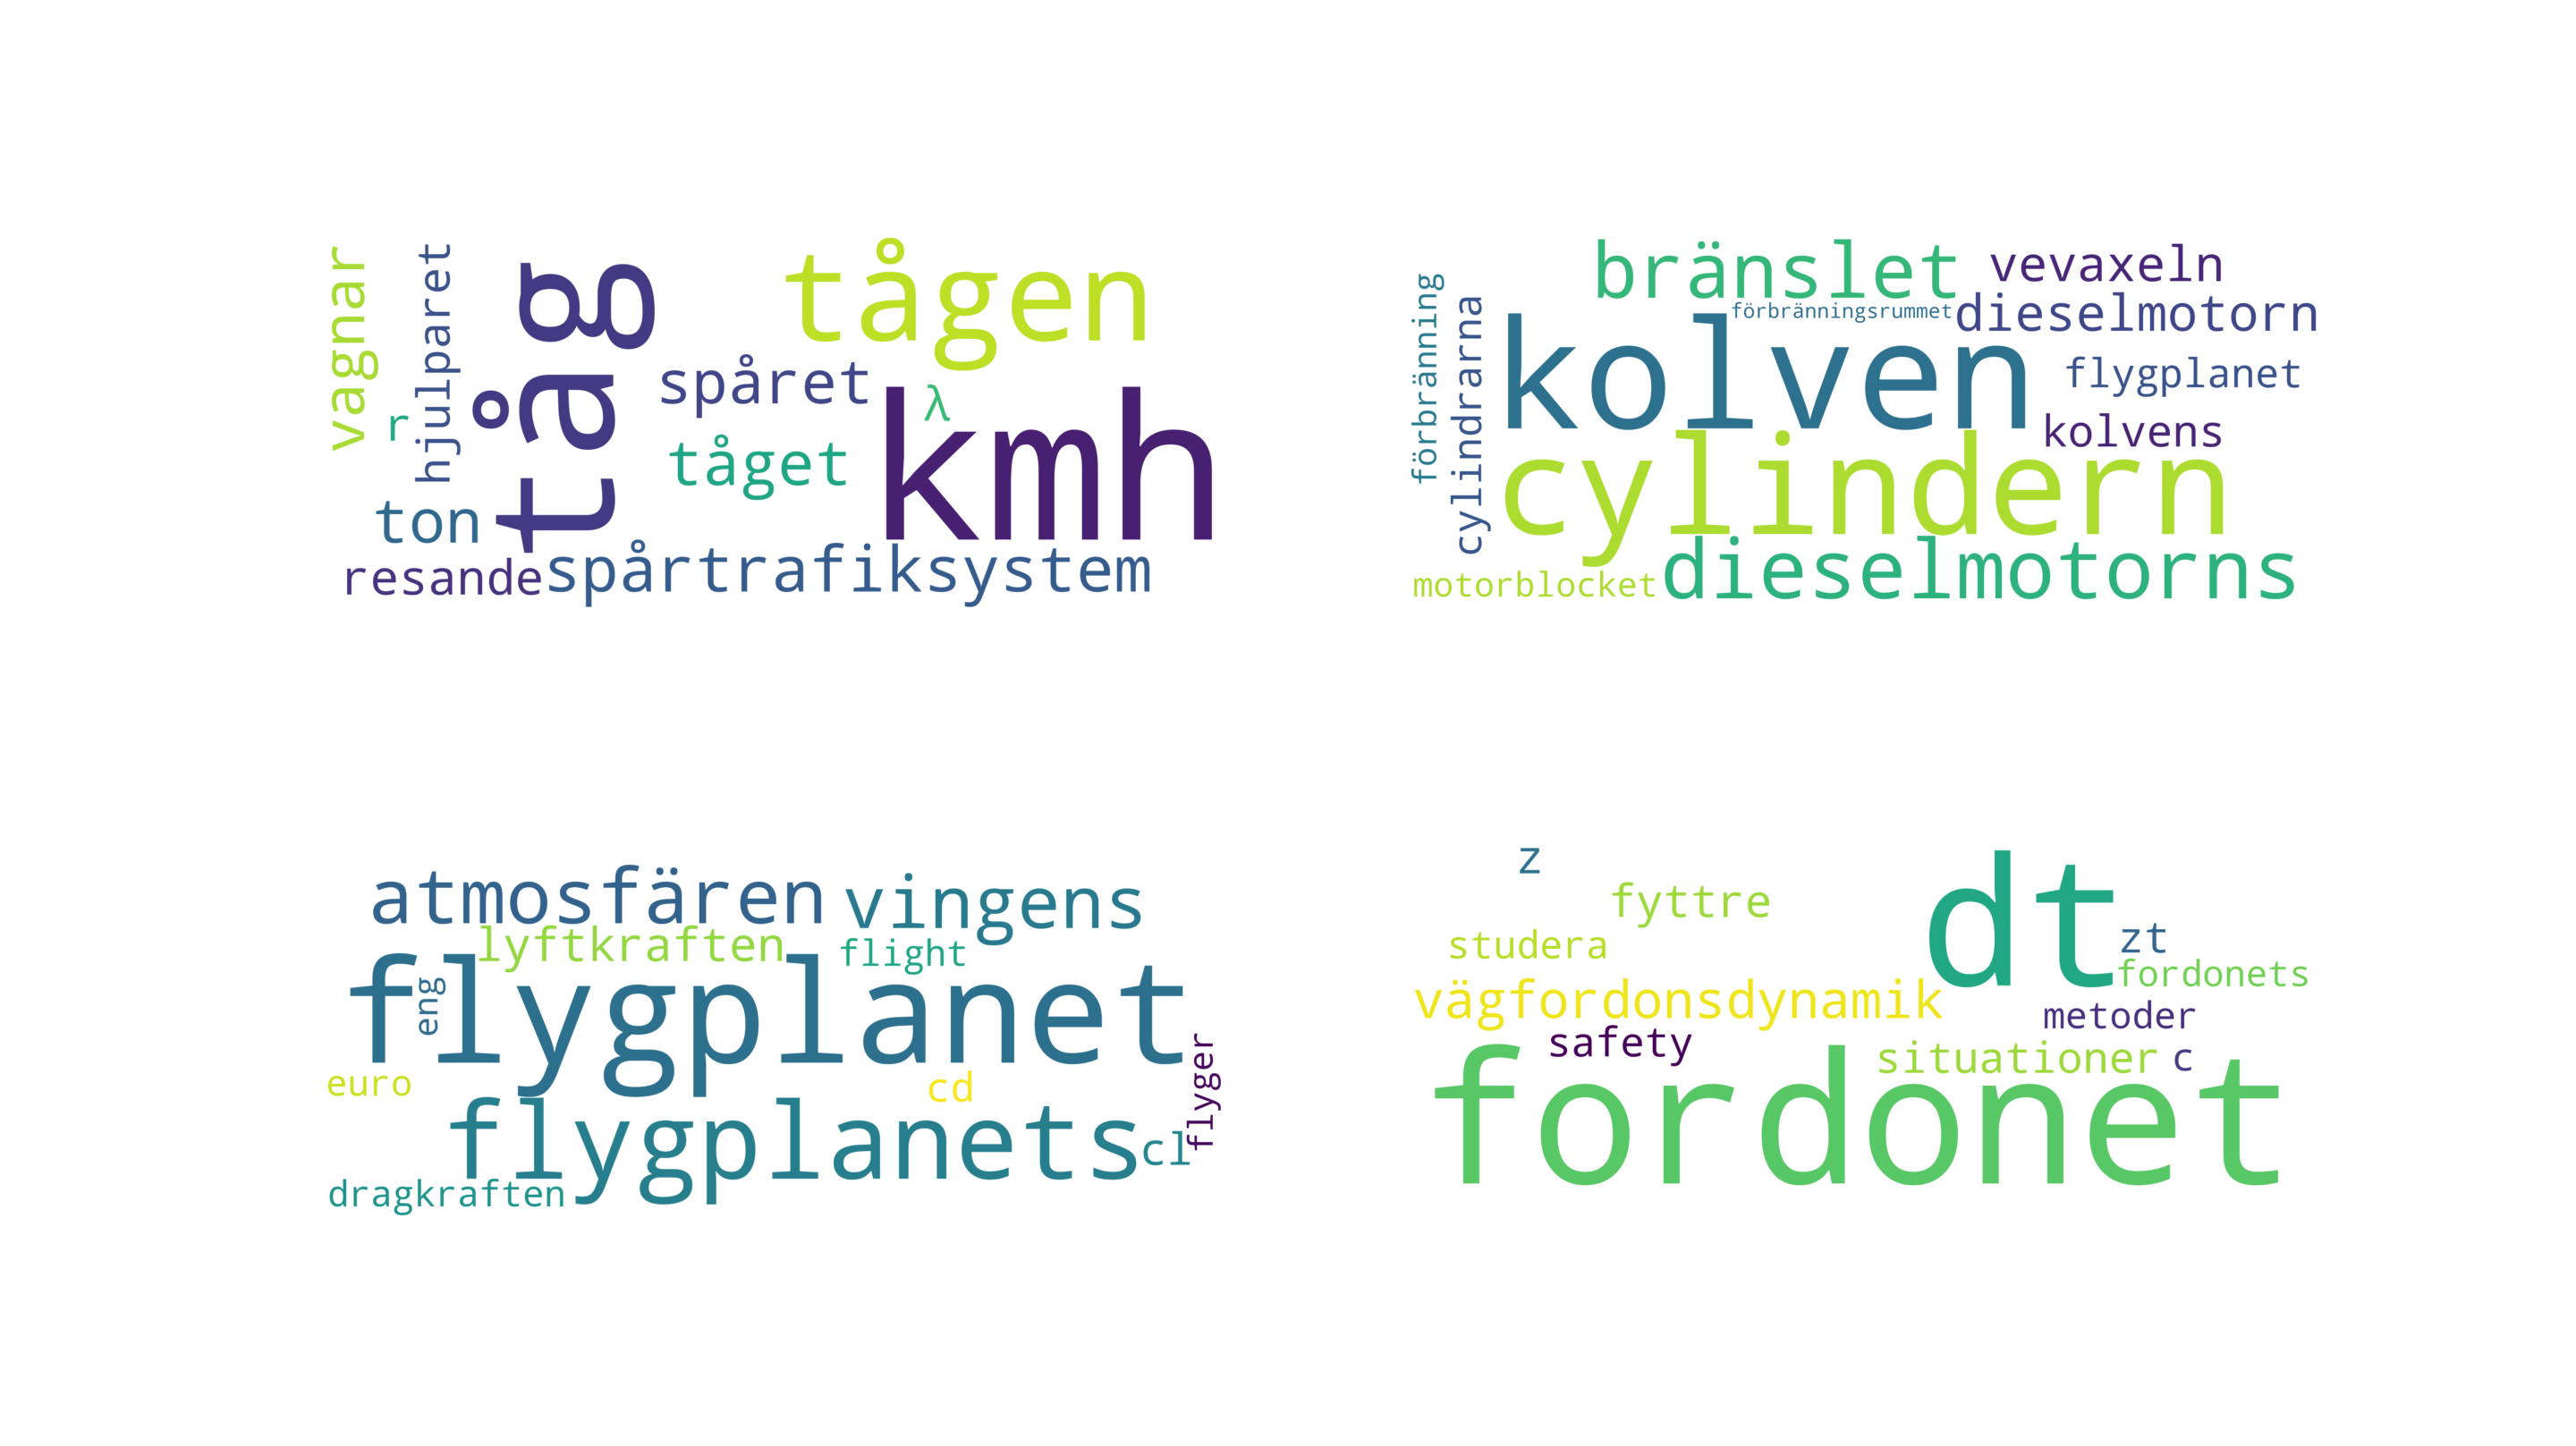 vagnar
r
hjulparet
tåg
tågen
spåret
λ
tåget
kmh
ton
resande
spårtrafiksystem
förbränning
cylindrarna
bränslet
vevaxeln
förbränningsrummet
dieselmotorn
kolven
flygplanet
kolvens
cylindern
motorblocket
dieselmotorns
atmosfären
vingens
lyftkraften
flight
eng
flygplanet
euro
cd
flyger
flygplanets
cl
dragkraften
z
fyttre
dt
studera
zt
fordonets
vägfordonsdynamik
metoder
safety
situationer
c
fordonet